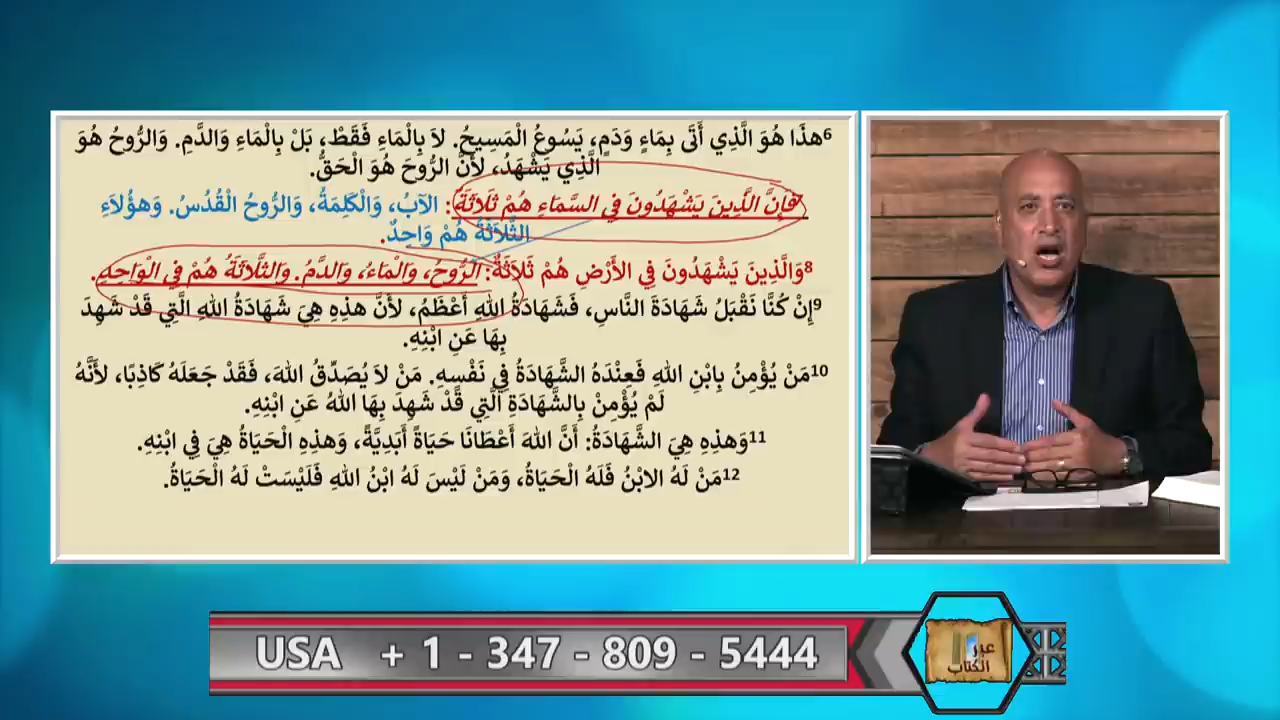 6هذَا هُوَ الَّذِي أَتَى بِمَاءٍ وَدَمٍ، يَسُوعُ الْمَسِيحُ. لاَ بِالْمَاءِ فَقَطْ، بَلْ بِالْمَاءِ وَالدَّمِ. وَالرُّوحُ هُوَ
الَّذِي يَشْهَدُ، لأَنَّ الرُّوحَ هُوَ الْحَقُّ.
فَإِنَّ الَّذِينَ يَشْهَدُونَ فِي السَّمَاءِ هُمْ ثَلاَثَةٌ: الآبُ، وَالْكَلِمَةُ، وَالرُّوحُ الْقُدُسُ. وَهؤُلاَءِ
الثَّلاَثَةُ هُمْ وَاحِدٌ.
8وَالَّذِينَ يَشْهَدُونَ فِي الأَرْضِ هُمْ ثَلاَثَةٌ: الرُّوحُ، وَالْمَاءُ، وَالدَّمُ. وَالثَّلاَثَةُ هُمْ فِي الْوَاحِدِ.
9إِنْ كُنَّا نَقْبَلُ شَهَادَةَ النَّاسِ، فَشَهَادَةُ اللهِ أَعْظَمُ، لأَنَّ هذِهِ هِيَ شَهَادَةُ اللهِ الَّتِي قَدْ شَهِدَ
بِهَا عَنِ ابْنِهِ.
10مَنْ يُؤْمِنُ بِابْنِ اللهِ فَعِنْدَهُ الشَّهَادَةُ فِي نَفْسِهِ. مَنْ لاَ يُصَدِّقُ اللهَ، فَقَدْ جَعَلَهُ كَاذِبًا، لأَنَّهُ
لَمْ يُؤْمِنْ بِالشَّهَادَةِ الَّتِي قَدْ شَهِدَ بِهَا اللهُ عَنِ ابْنِهِ.
11وَهذِهِ هِيَ الشَّهَادَةُ: أَنَّ اللهَ أَعْطَانَا حَيَاةً أَبَدِيَّةً، وَهذِهِ الْحَيَاةُ هِيَ فِي ابْنِهِ.
12مَنْ لَهُ الابْنُ فَلَهُ الْحَيَاةُ، وَمَنْ لَيْسَ لَهُ ابْنُ اللهِ فَلَيْسَتْ لَهُ الْحَيَاةُ.
USA + 1 - 347 - 809 - 5444
عبر
الكتاب